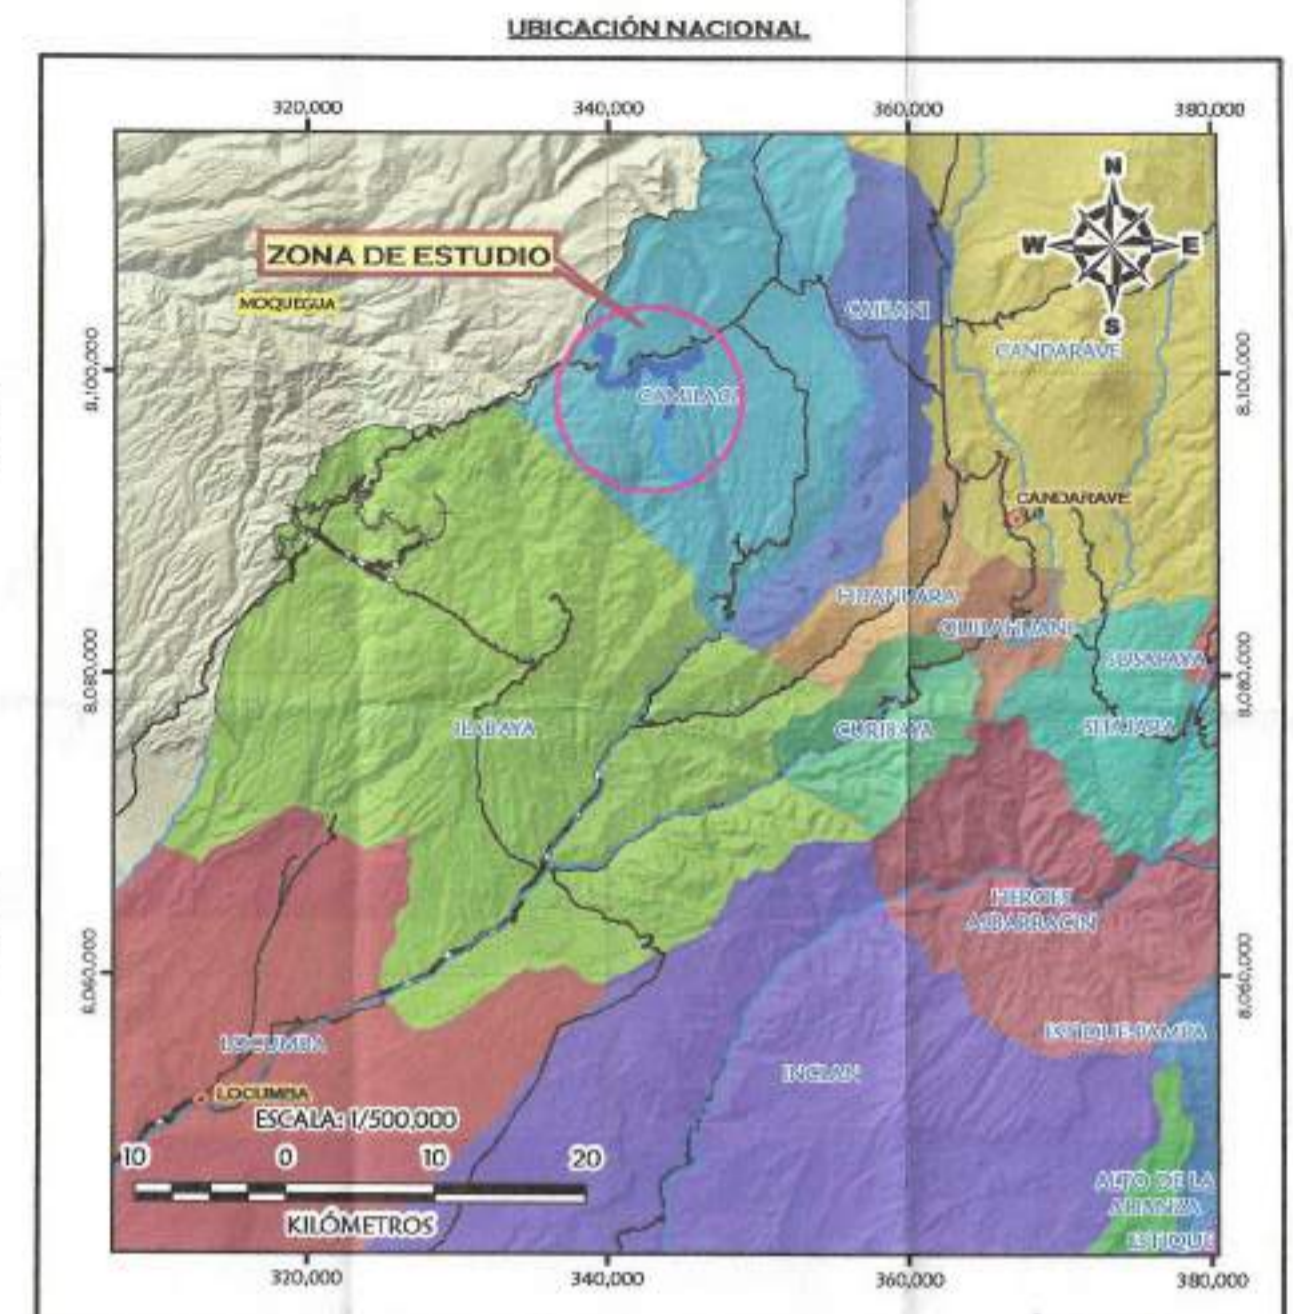 UBICACIÓN NACIONAL
320,000
340,000
360,000
380,000
N
W
E
S
ZONA DE ESTUDIO
MOQUEGUA
CAIRANI
CANDARAVE
8,100,000
8,100,000
CAMILACA
CANDARAVE
HUANUARA
QUILAHUANI
8,080,000
SUSAPAYA
8,080,000
ILABAYA
CURIBAYA
SITAJARA
HEROES
ALBARRACIN
8,060,000
8,060,000
ESTIQUE-PAMPA
LOCUMBA
INCLAN
LOCUMBA
ESCALA: 1/500,000
10
0
10
20
KILÓMETROS
ALTO DE LA
ALIANZA
ESTIQUE
320,000
340,000
360,000
380,000